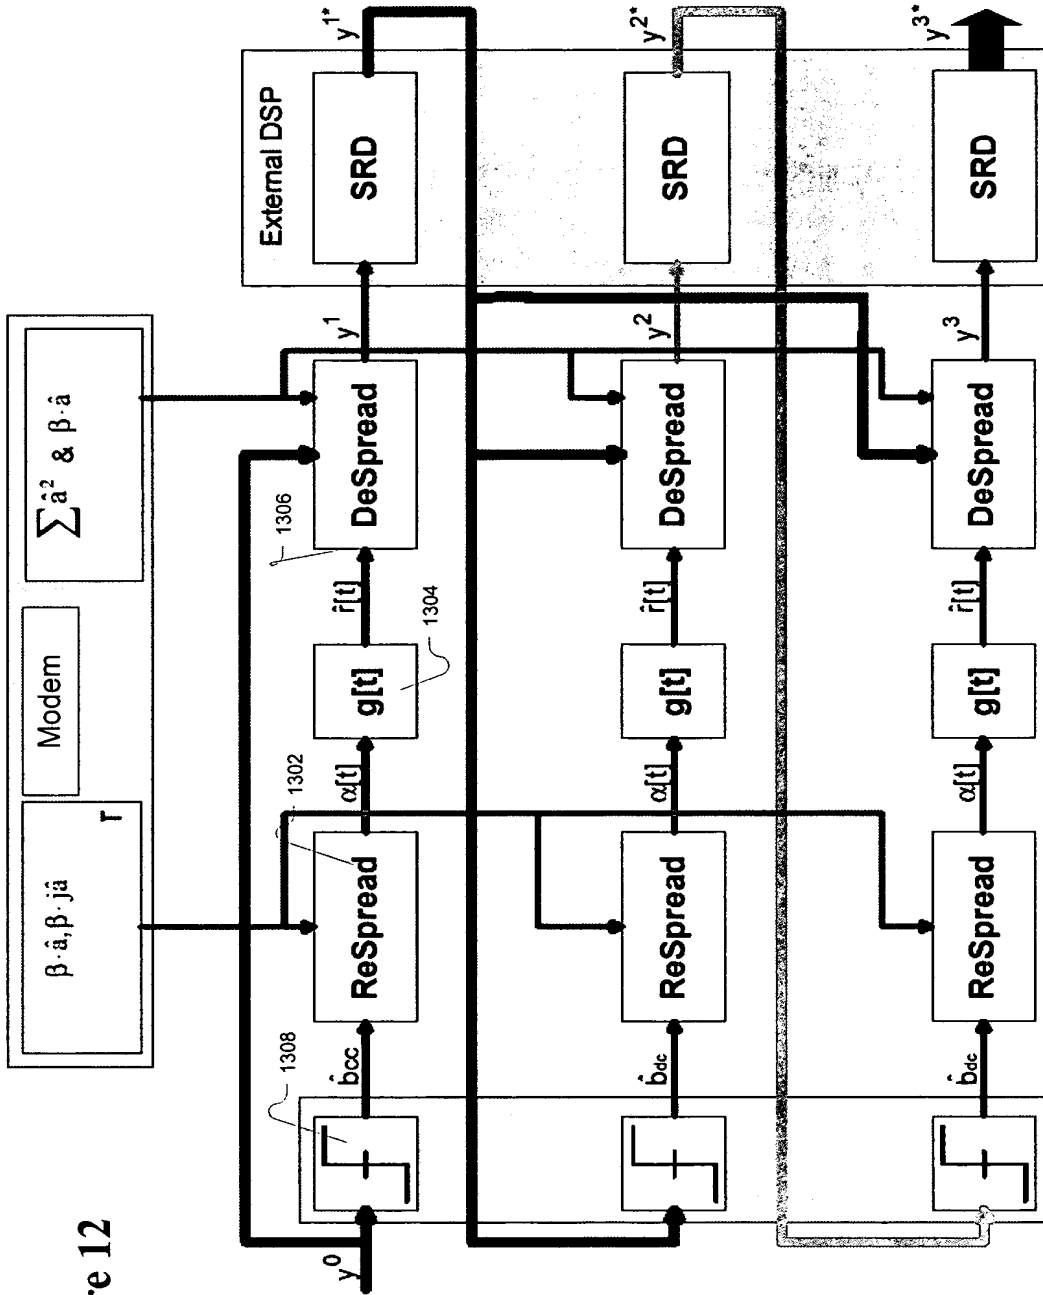 re 12
β·â, β·jâ
Γ
Modem
∑â² & β·â
External DSP
y⁰
1308
b̂cc
ReSpread
1302
α[t]
g[t]
1304
r̂[t]
1306
DeSpread
y¹
SRD
y¹*
b̂dc
ReSpread
α[t]
g[t]
r̂[t]
DeSpread
y²
SRD
y²*
b̂dc
ReSpread
α[t]
g[t]
r̂[t]
DeSpread
y³
SRD
y³*